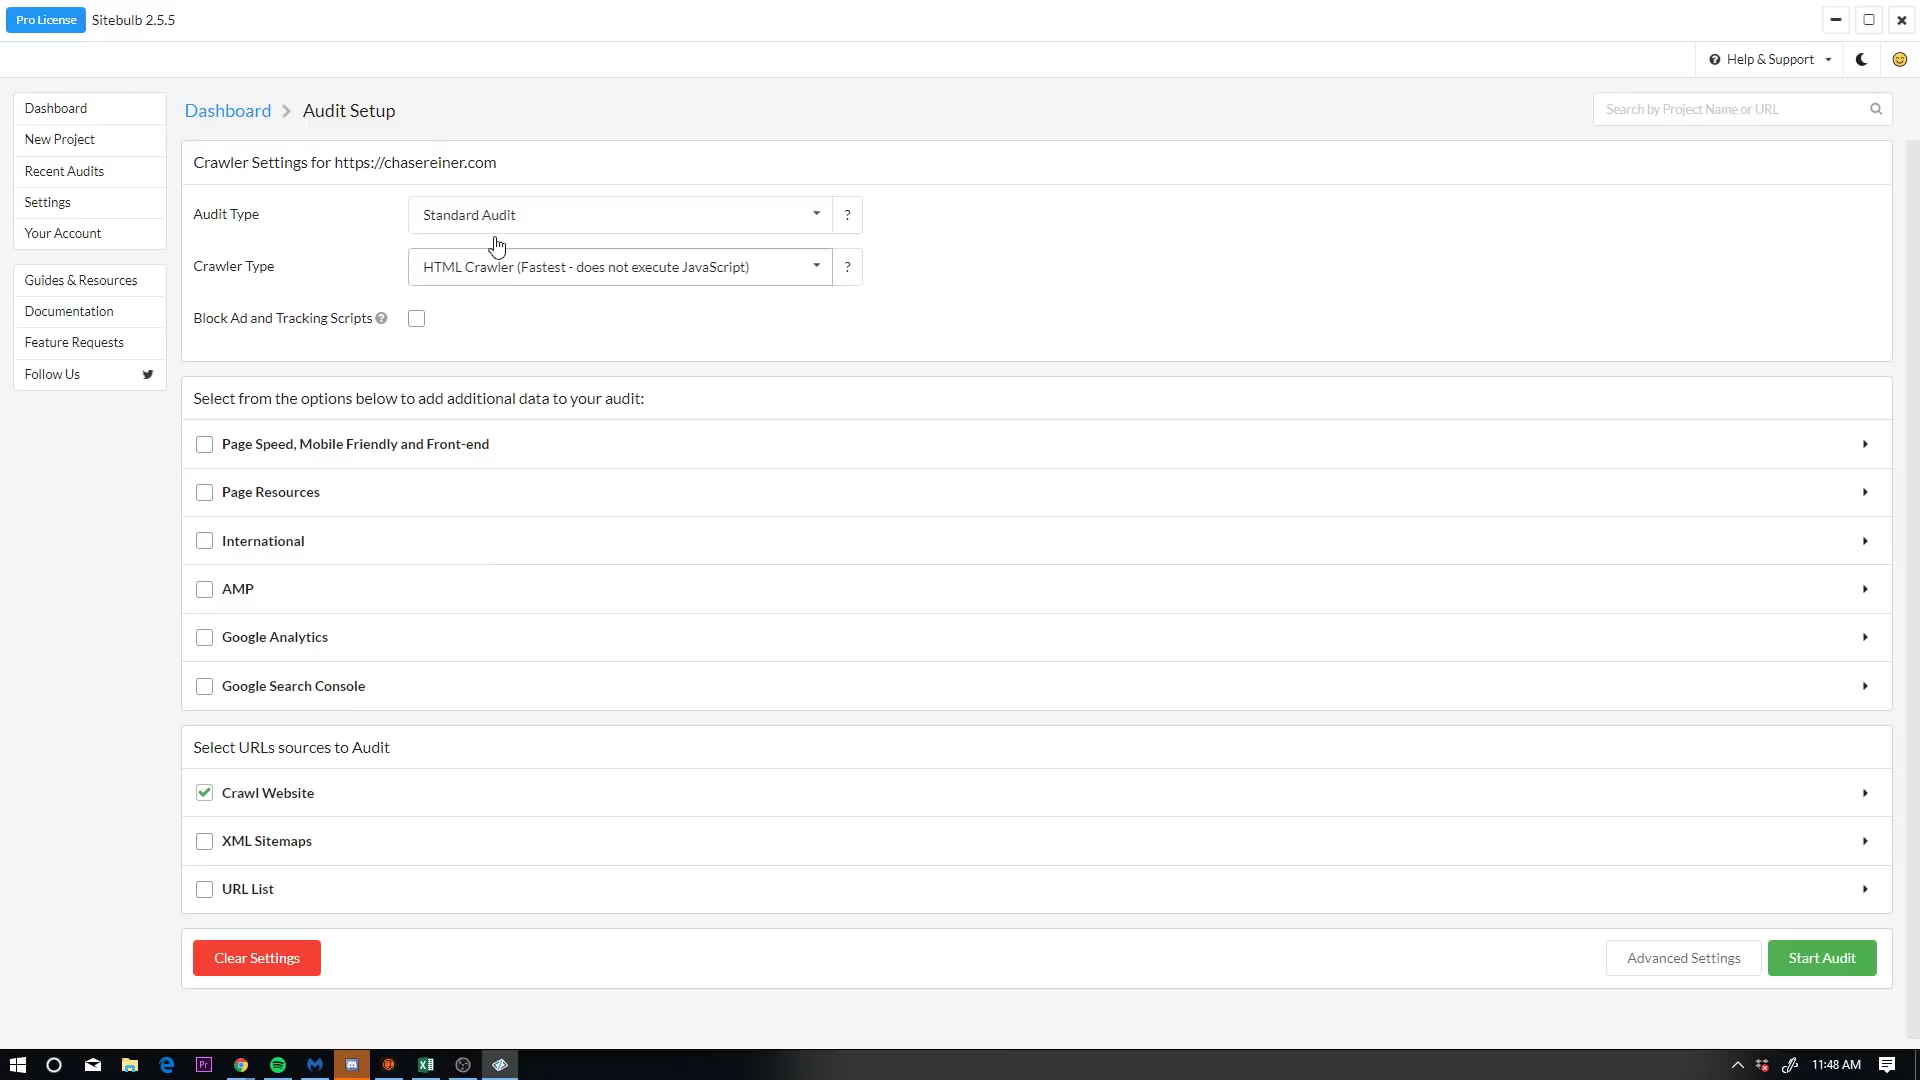 Pro License Sitebulb 2.5.5
Help & Support
Dashboard
New Project
Recent Audits
Settings
Your Account
Guides & Resources
Documentation
Feature Requests
Follow Us
Dashboard Audit Setup
Search by Project Name or URL
Crawler Settings for https://chasereiner.com
Audit Type Standard Audit ?
Crawler Type HTML Crawler (Fastest - does not execute JavaScript) ?
Block Ad and Tracking Scripts ?
Select from the options below to add additional data to your audit:
Page Speed, Mobile Friendly and Front-end
Page Resources
International
AMP
Google Analytics
Google Search Console
Select URLs sources to Audit
Crawl Website
XML Sitemaps
URL List
Clear Settings Advanced Settings Start Audit
Pr
11:48 AM